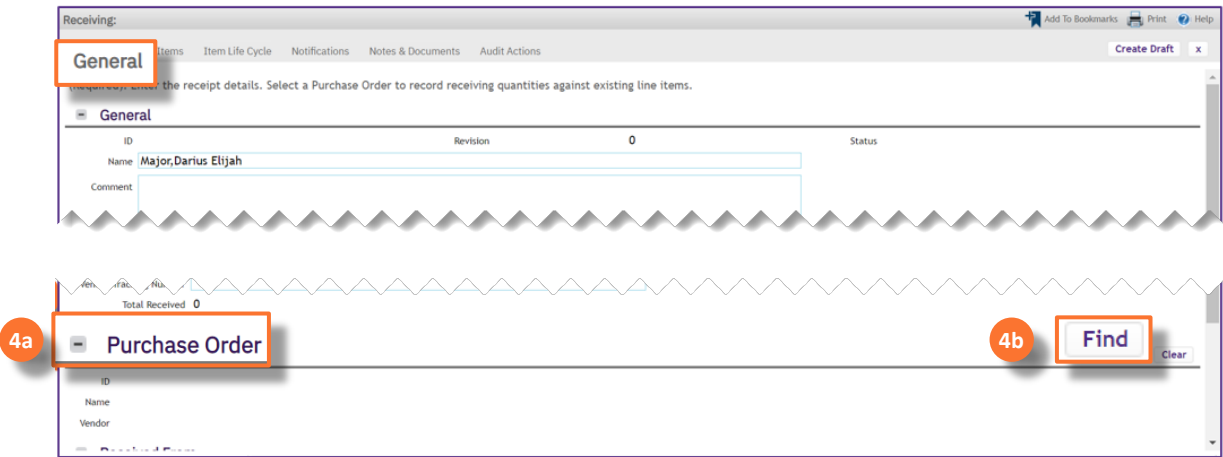 Receiving: Add To Bookmarks Print Help
General Items Item Life Cycle Notifications Notes & Documents Audit Actions Create Draft x
the receipt details. Select a Purchase Order to record receiving quantities against existing line items.
General
ID Revision 0 Status
Name Major,Darius Elijah
Comment
Total Received 0
4a Purchase Order 4b Find Clear
ID
Name
Vendor